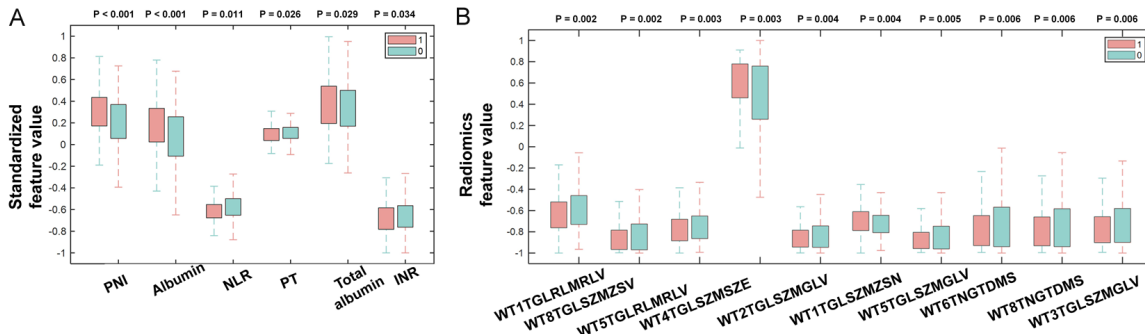 A
P < 0.001 P < 0.001 P = 0.011 P = 0.026 P = 0.029 P = 0.034
Standardized
feature value
1
0.8
0.6
0.4
0.2
0
-0.2
-0.4
-0.6
-0.8
-1
1
0
PNI Albumin NLR PT Total albumin INR
B
P = 0.002 P = 0.002 P = 0.003 P = 0.003 P = 0.004 P = 0.004 P = 0.005 P = 0.006 P = 0.006 P = 0.006
Radiomics
feature value
1
0.8
0.6
0.4
0.2
0
-0.2
-0.4
-0.6
-0.8
-1
1
0
WT1TGLRLMRLV WT8TGLSZMZSV WT5TGLRLMRLV WT4TGLSZMSZE WT2TGLSZMGLV WT1TGLSZMZSN WT5TGLSZMGLV WT6TNGTDMS WT8TNGTDMS WT3TGLSZMGLV